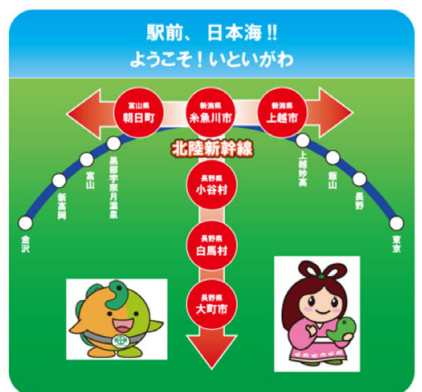 駅前、日本海!!
ようこそ!いといがわ
富山県
朝日町
新潟県
糸魚川市
新潟県
上越市
北陸新幹線
長野県
小谷村
長野県
白馬村
長野県
大町市
金沢
新高岡
富山
黒部宇奈月温泉
上越妙高
飯山
長野
東京